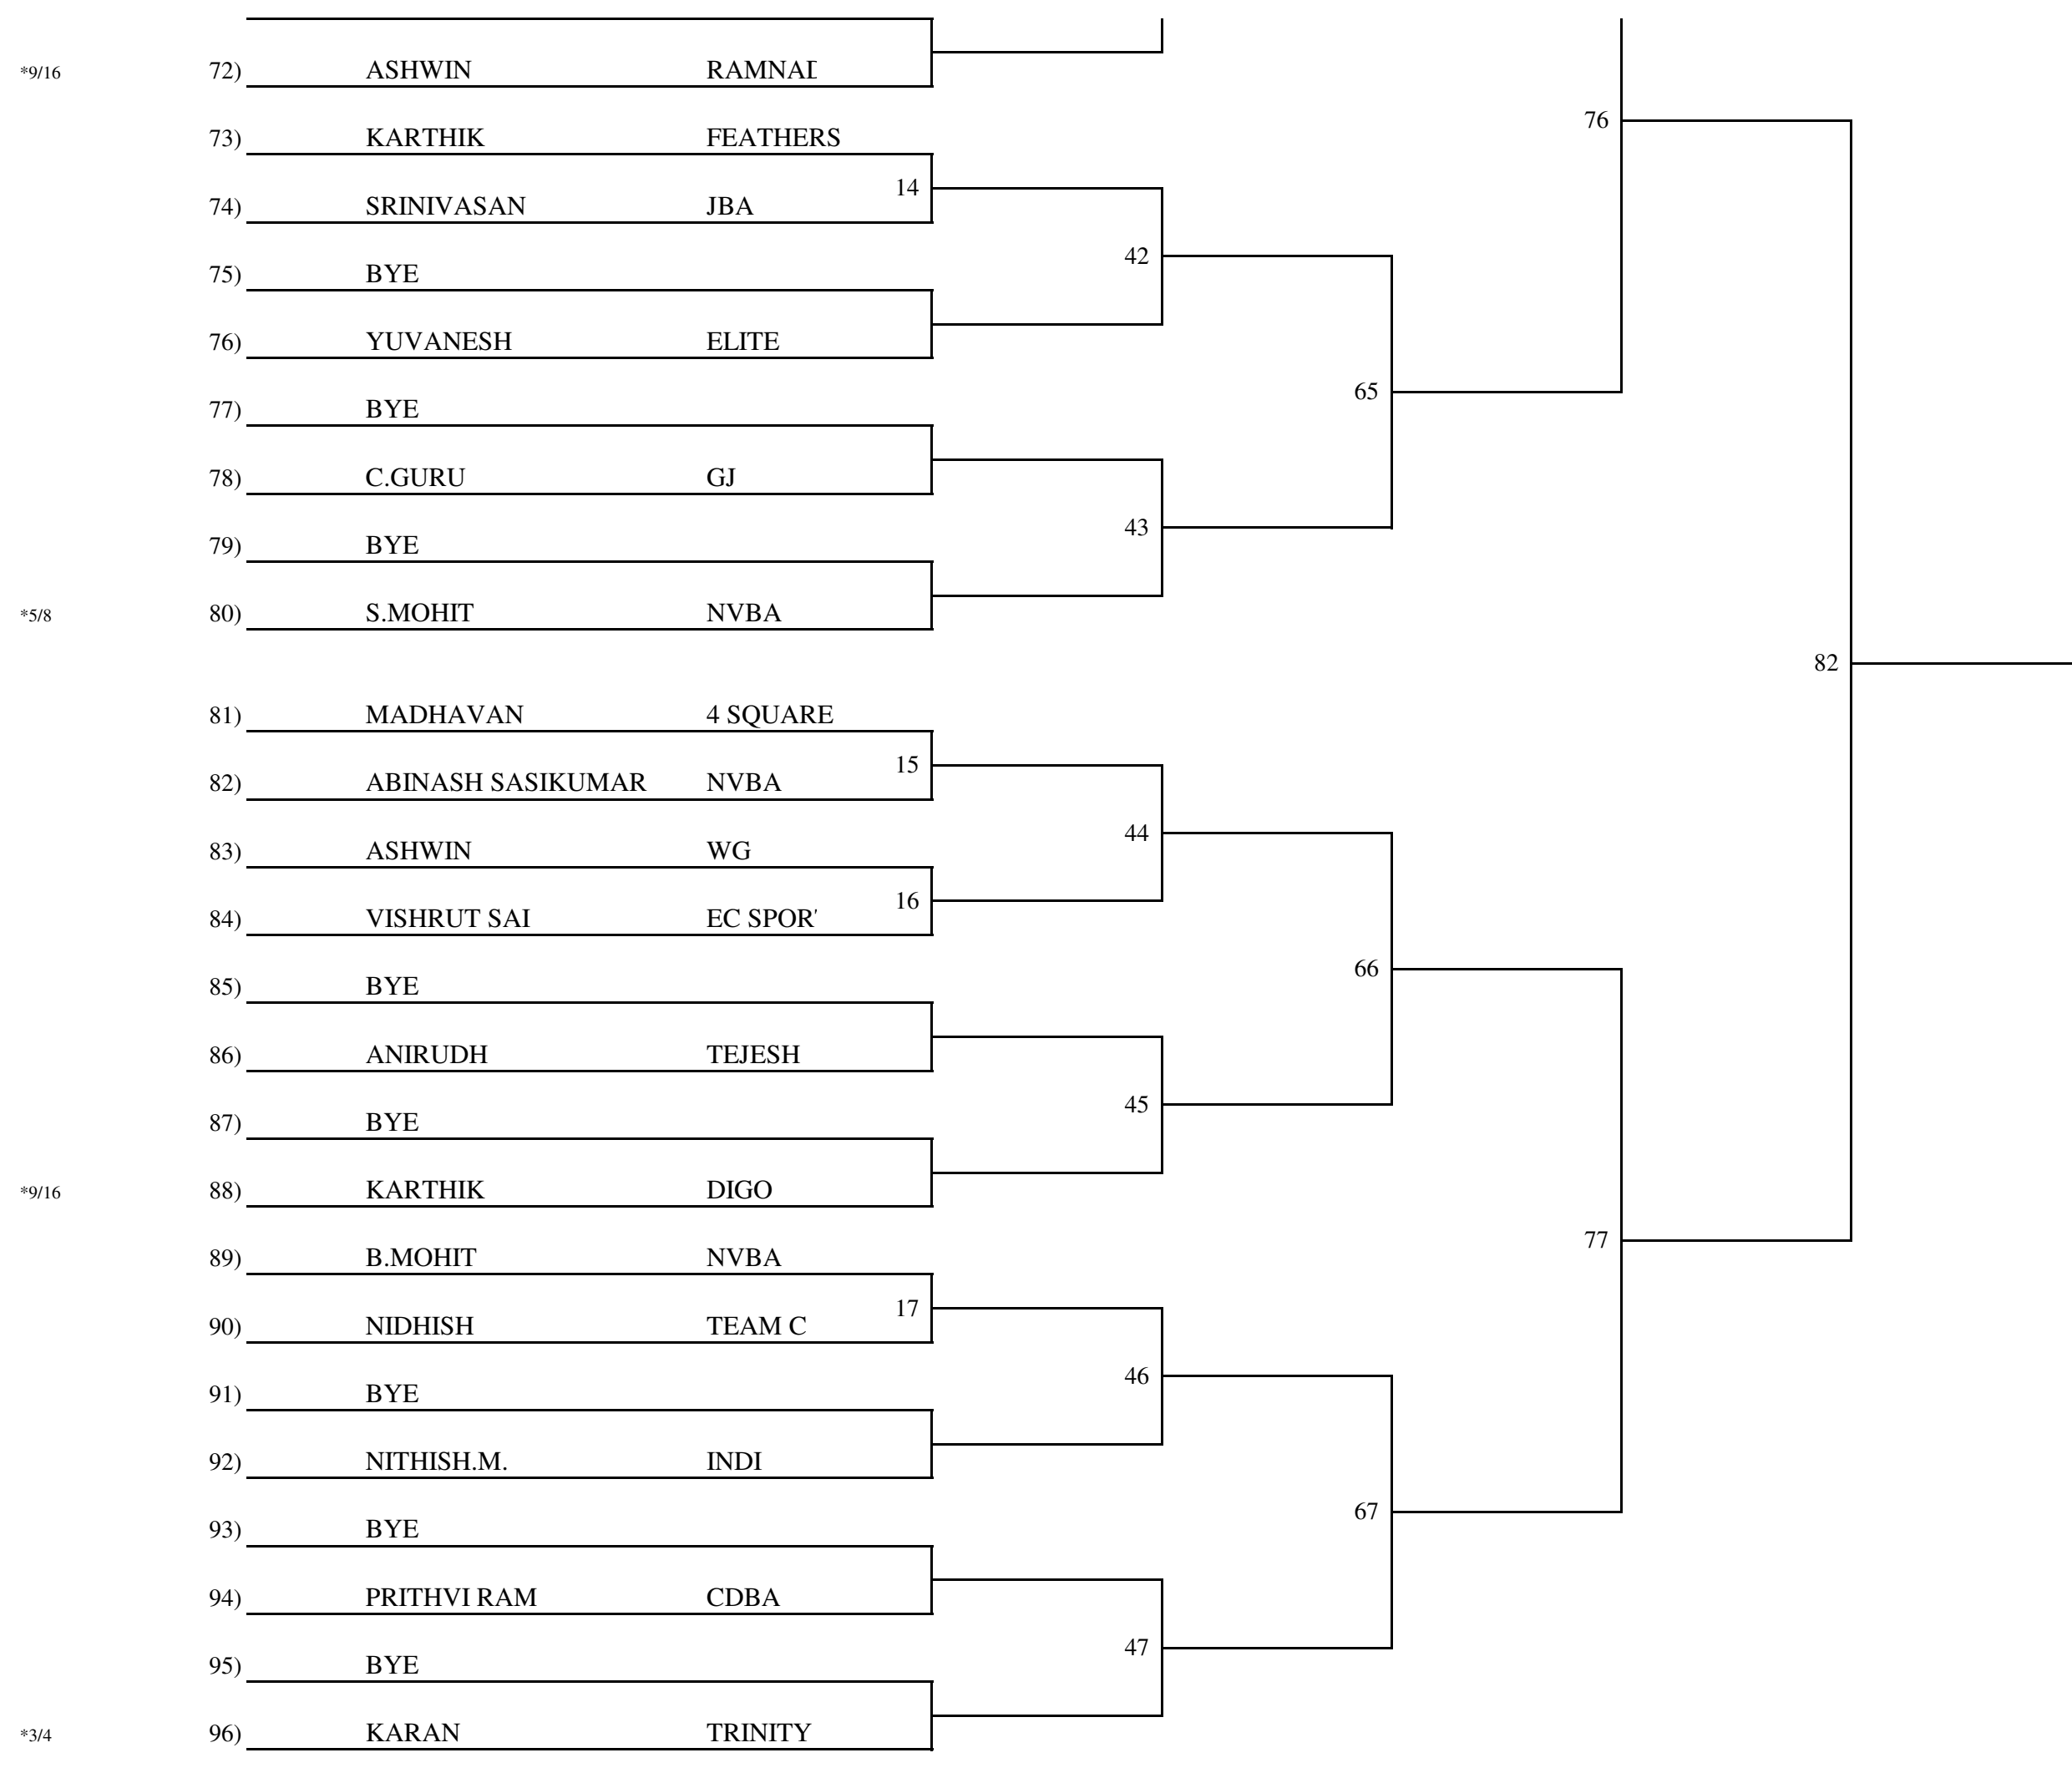 *9/16 72) ASHWIN RAMNAD
76
73) KARTHIK FEATHERS
14
74) SRINIVASAN JBA
42
75) BYE
76) YUVANESH ELITE
65
77) BYE
78) C.GURU GJ
43
79) BYE
*5/8 80) S.MOHIT NVBA
82
81) MADHAVAN 4 SQUARE
15
82) ABINASH SASIKUMAR NVBA
44
83) ASHWIN WG
16
84) VISHRUT SAI EC SPOR
66
85) BYE
86) ANIRUDH TEJESH
45
87) BYE
*9/16 88) KARTHIK DIGO
77
89) B.MOHIT NVBA
17
90) NIDHISH TEAM C
46
91) BYE
92) NITHISH.M. INDI
67
93) BYE
94) PRITHVI RAM CDBA
47
95) BYE
*3/4 96) KARAN TRINITY